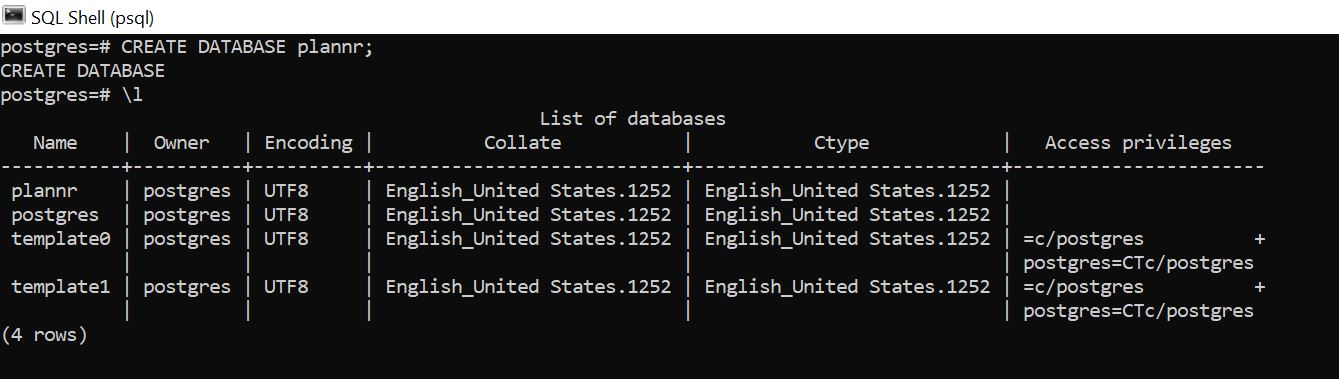 SQL Shell (psql)
postgres=# CREATE DATABASE plannr;
CREATE DATABASE
postgres=# \l
                                             List of databases
   Name    |  Owner   | Encoding |          Collate           |           Ctype            |   Access privileges
-----------+----------+----------+----------------------------+----------------------------+-----------------------
 plannr    | postgres | UTF8     | English_United States.1252 | English_United States.1252 |
 postgres  | postgres | UTF8     | English_United States.1252 | English_United States.1252 |
 template0 | postgres | UTF8     | English_United States.1252 | English_United States.1252 | =c/postgres          +
           |          |          |                            |                            | postgres=CTc/postgres
 template1 | postgres | UTF8     | English_United States.1252 | English_United States.1252 | =c/postgres          +
           |          |          |                            |                            | postgres=CTc/postgres
(4 rows)